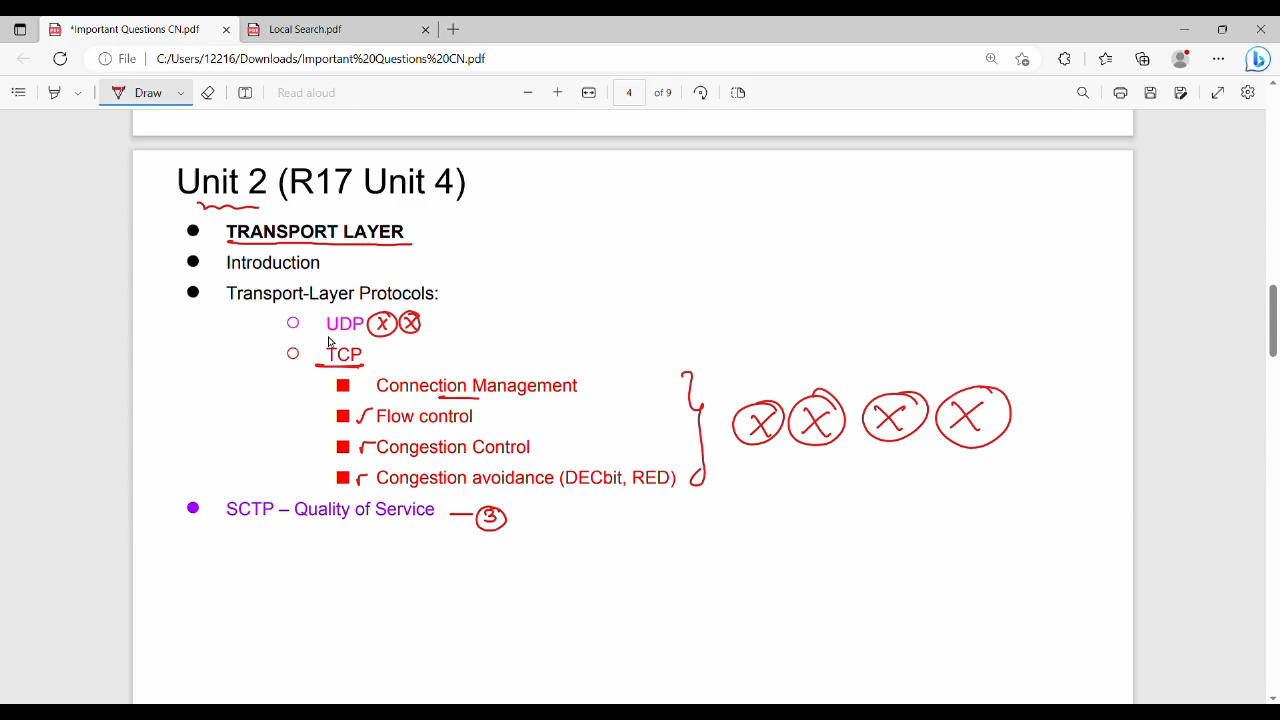 *Important Questions CN.pdf
Local Search.pdf
File
C:/Users/12216/Downloads/Important%20Questions%20CN.pdf
Draw
Read aloud
4 of 9
Unit 2 (R17 Unit 4)
TRANSPORT LAYER
Introduction
Transport-Layer Protocols:
UDP X X
TCP
Connection Management
Flow control
Congestion Control
Congestion avoidance (DECbit, RED)
X X X X
SCTP – Quality of Service — 3